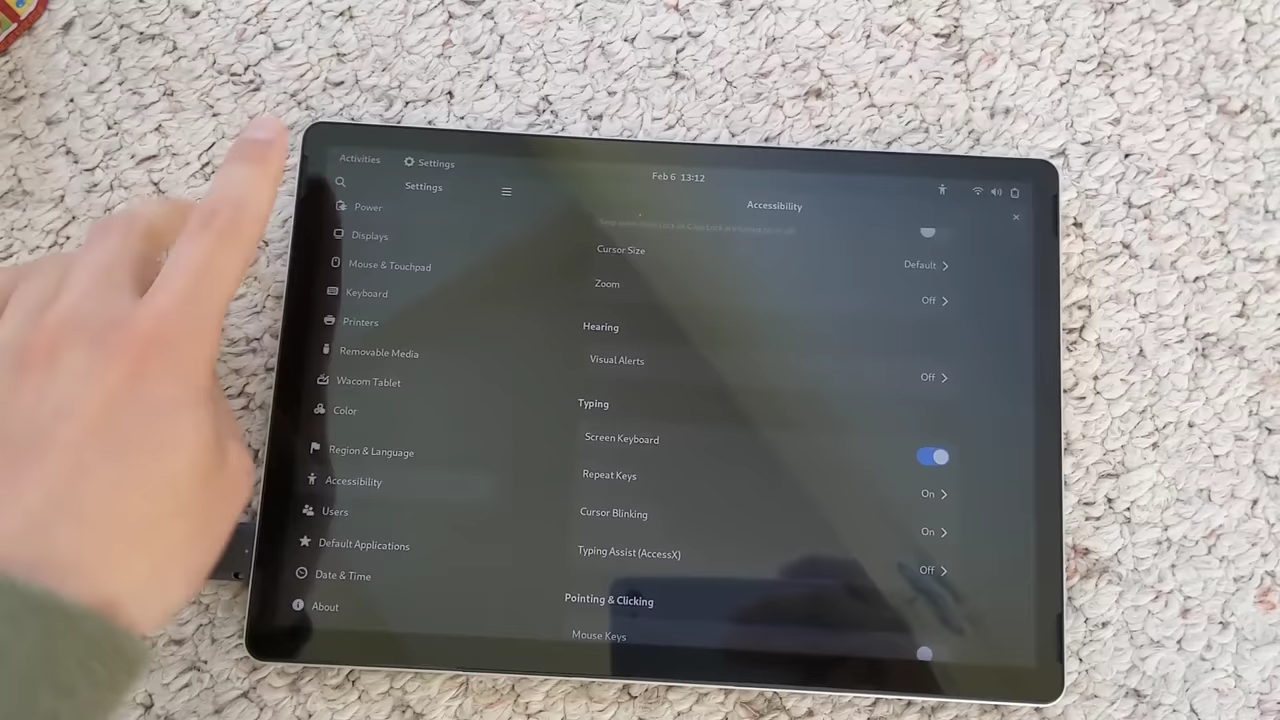 Activities
Settings
Feb 6 13:12
Settings
Accessibility
Power
Displays
Mouse & Touchpad
Keyboard
Printers
Removable Media
Wacom Tablet
Color
Region & Language
Accessibility
Users
Default Applications
Date & Time
About
Cursor Size
Default
Zoom
Off
Hearing
Visual Alerts
Off
Typing
Screen Keyboard
Repeat Keys
On
Cursor Blinking
On
Typing Assist (AccessX)
Off
Pointing & Clicking
Mouse Keys